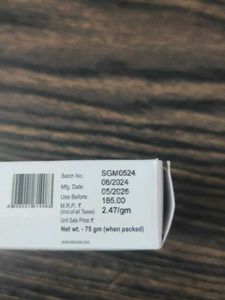 Batch No.: SGM0524
Mfg. Date: 06/2024
Use Before: 05/2026
M.R.P.: ₹ 185.00
(Incl.of all Taxes)
Unit Sale Price: ₹ 2.47/gm
Net wt. - 75 gm (when packed)